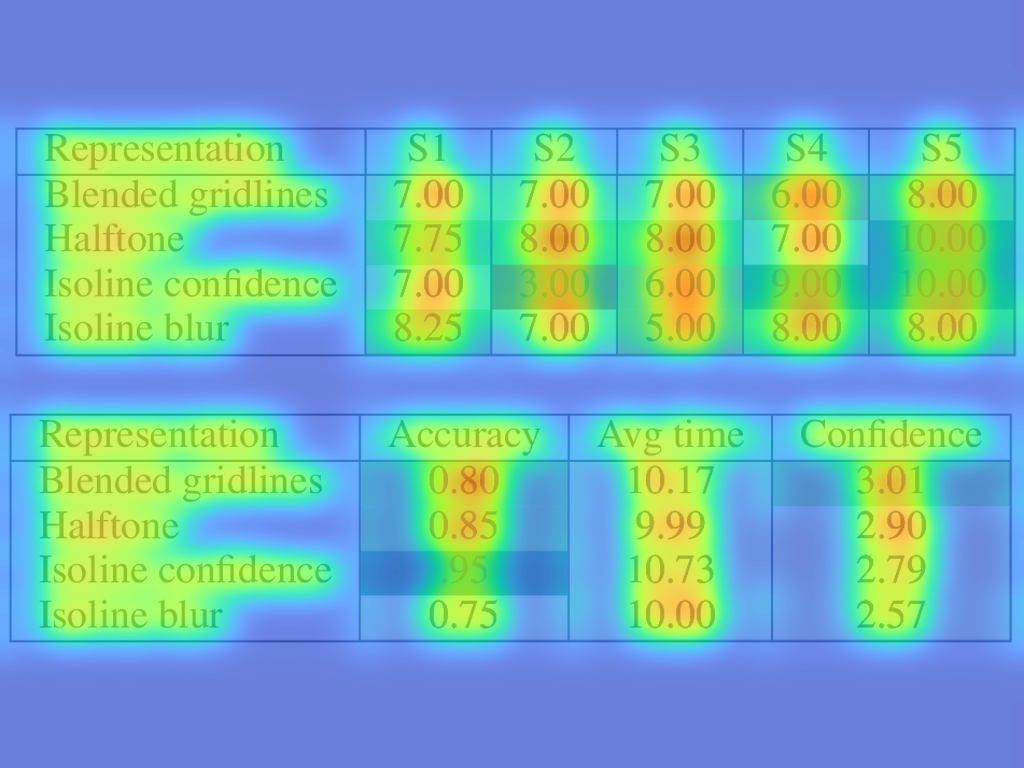 Representation S1 S2 S3 S4 S5
Blended gridlines 7.00 7.00 7.00 6.00 8.00
Halftone 7.75 8.00 8.00 7.00 10.00
Isoline confidence 7.00 3.00 6.00 9.00 10.00
Isoline blur 8.25 7.00 5.00 8.00 8.00
Representation Accuracy Avg time Confidence
Blended gridlines 0.80 10.17 3.01
Halftone 0.85 9.99 2.90
Isoline confidence .95 10.73 2.79
Isoline blur 0.75 10.00 2.57